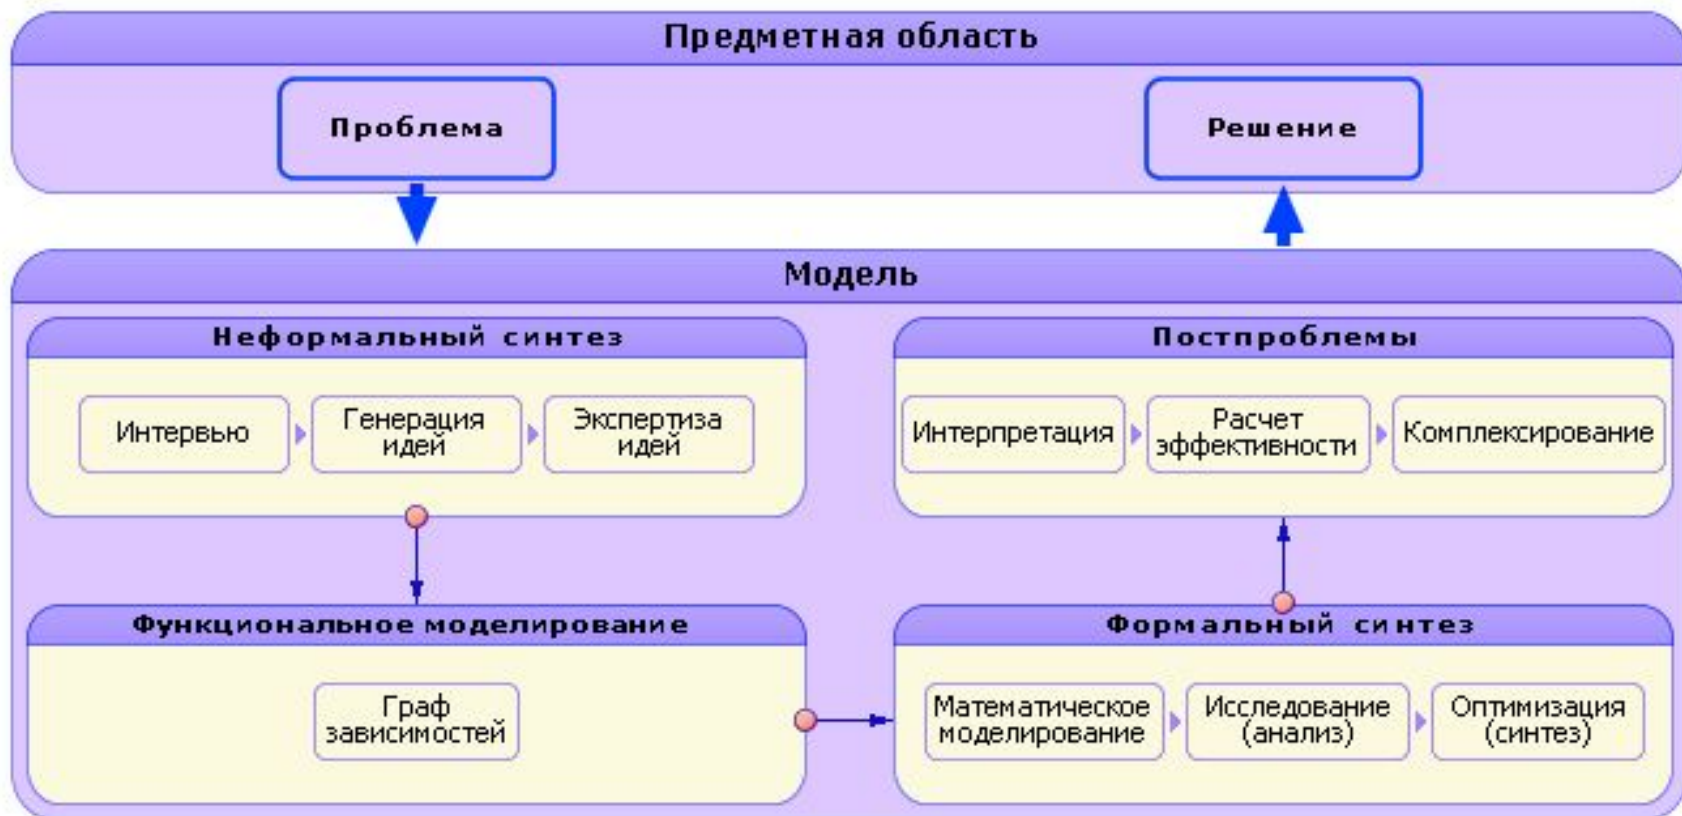 Предметная область
Проблема
Решение
Модель
Неформальный синтез
Интервью
Генерация
идей
Экспертиза
идей
Постпроблемы
Интерпретация
Расчет
эффективности
Комплексирование
Функциональное моделирование
Граф
зависимостей
Формальный синтез
Математическое
моделирование
Исследование
(анализ)
Оптимизация
(синтез)